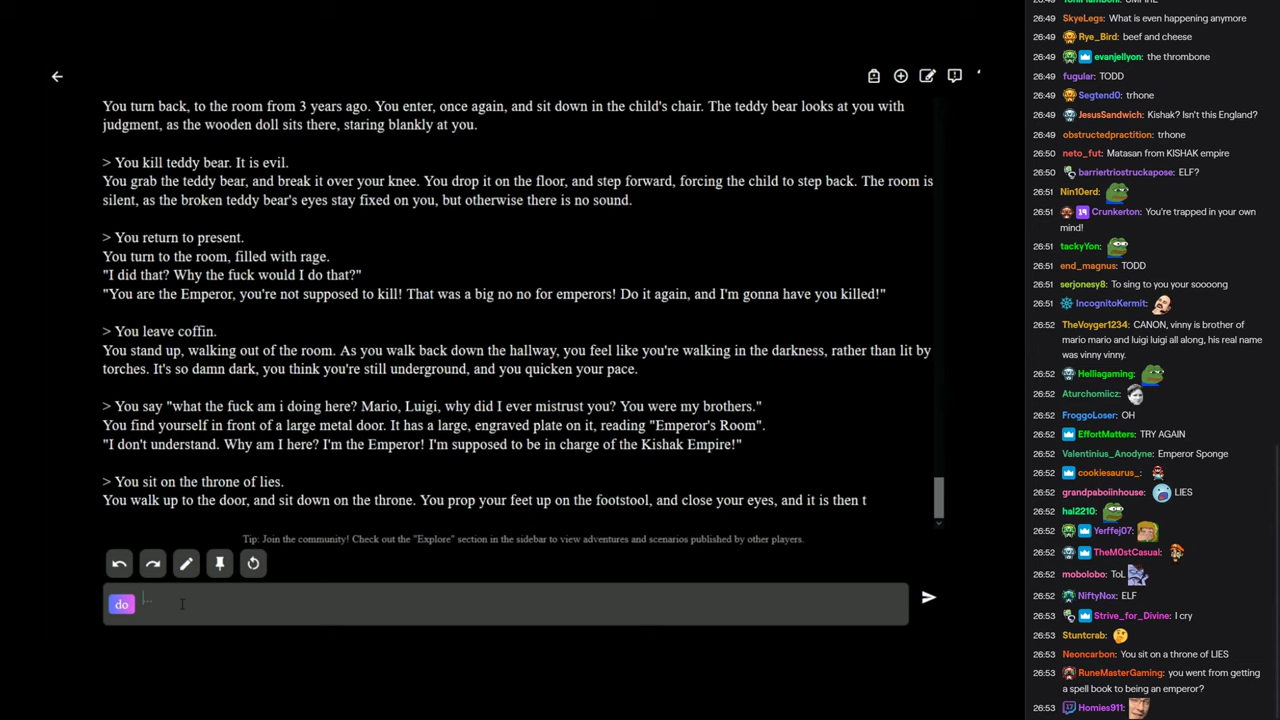 You turn back, to the room from 3 years ago. You enter, once again, and sit down in the child's chair. The teddy bear looks at you with
judgment, as the wooden doll sits there, staring blankly at you.
> You kill teddy bear. It is evil.
You grab the teddy bear, and break it over your knee. You drop it on the floor, and step forward, forcing the child to step back. The room is
silent, as the broken teddy bear's eyes stay fixed on you, but otherwise there is no sound.
> You return to present.
You turn to the room, filled with rage.
"I did that? Why the fuck would I do that?"
"You are the Emperor, you're not supposed to kill! That was a big no no for emperors! Do it again, and I'm gonna have you killed!"
> You leave coffin.
You stand up, walking out of the room. As you walk back down the hallway, you feel like you're walking in the darkness, rather than lit by
torches. It's so damn dark, you think you're still underground, and you quicken your pace.
> You say "what the fuck am i doing here? Mario, Luigi, why did I ever mistrust you? You were my brothers."
You find yourself in front of a large metal door. It has a large, engraved plate on it, reading "Emperor's Room".
"I don't understand. Why am I here? I'm the Emperor! I'm supposed to be in charge of the Kishak Empire!"
> You sit on the throne of lies.
You walk up to the door, and sit down on the throne. You prop your feet up on the footstool, and close your eyes, and it is then t
Tip: Join the community! Check out the "Explore" section in the sidebar to view adventures and scenarios published by other players.
do ...
26:49
26:49 SkyeLegs: What is even happening anymore
26:49 Rye_Bird: beef and cheese
26:49 evanjellyon: the thrombone
26:49 fugular: TODD
26:49 Segtend0: trhone
26:49 JesusSandwich: Kishak? Isn't this England?
26:49 obstructedpractition: trhone
26:50 neto_fut: Matasan from KISHAK empire
26:50 barriertriostruckapose: ELF?
26:51 Nin10erd:
26:51 19 Crunkerton: You're trapped in your own
mind!
26:51 tackyYon:
26:51 end_magnus: TODD
26:51 serjonesy8: To sing to you your soooong
26:51 IncognitoKermit:
26:52 TheVoyger1234: CANON, vinny is brother of
mario mario and luigi luigi all along, his real name
was vinny vinny.
26:52 Helliagaming:
26:52 Aturchomiicz:
26:52 FroggoLoser: OH
26:52 EffortMatters: TRY AGAIN
26:52 Valentinius_Anodyne: Emperor Sponge
26:52 cookiesaurus_:
26:52 grandpaboiinhouse: LIES
26:52 hal2210:
26:52 Yerffej07:
26:52 TheM0stCasual:
26:52 mobolobo: ToL
26:52 NiftyNox: ELF
26:53 Strive_for_Divine: I cry
26:53 Stuntcrab:
26:53 Neoncarbon: You sit on a throne of LIES
26:53 RuneMasterGaming: you went from getting
a spell book to being an emperor?
26:53 Homies911: